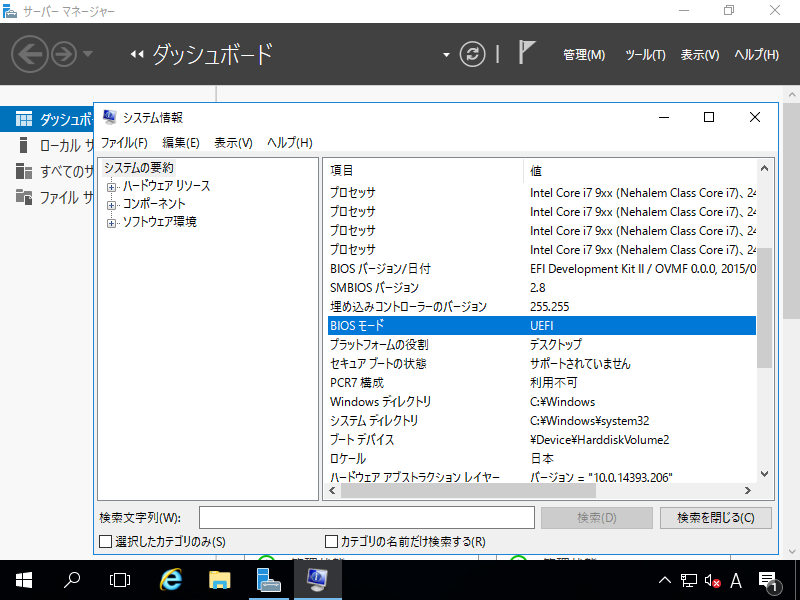 サーバー マネージャー
ダッシュボード
管理(M) ツール(T) 表示(V) ヘルプ(H)
ダッシュボ
ローカル サ
すべてのサ
ファイル サ
システム情報
ファイル(F) 編集(E) 表示(V) ヘルプ(H)
システムの要約
ハードウェア リソース
コンポーネント
ソフトウェア環境
項目 値
プロセッサ Intel Core i7 9xx (Nehalem Class Core i7)、24
プロセッサ Intel Core i7 9xx (Nehalem Class Core i7)、24
プロセッサ Intel Core i7 9xx (Nehalem Class Core i7)、24
プロセッサ Intel Core i7 9xx (Nehalem Class Core i7)、24
BIOS バージョン/日付 EFI Development Kit II / OVMF 0.0.0, 2015/0
SMBIOS バージョン 2.8
埋め込みコントローラーのバージョン 255.255
BIOS モード UEFI
プラットフォームの役割 デスクトップ
セキュア ブートの状態 サポートされていません
PCR7 構成 利用不可
Windows ディレクトリ C:¥Windows
システム ディレクトリ C:¥Windows¥system32
ブート デバイス ¥Device¥HarddiskVolume2
ロケール 日本
ハードウェア アブストラクション レイヤー バージョン = "10.0.14393.206"
検索文字列(W): 検索(D) 検索を閉じる(C)
選択したカテゴリのみ(S) カテゴリの名前だけ検索する(R)
A 1